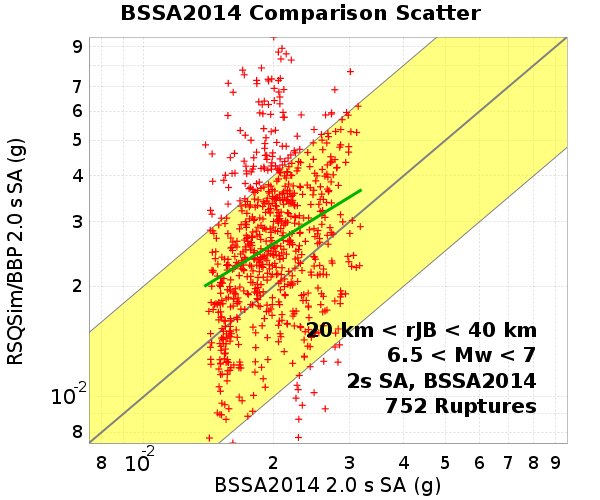 BSSA2014 Comparison Scatter
RSQSim/BBP 2.0 s SA (g)
9
7
6
5
4
3
2
10-2
8
20 km < rJB < 40 km
6.5 < Mw < 7
2s SA, BSSA2014
752 Ruptures
8 10-2 2 3 4 5 6 7 8 9
BSSA2014 2.0 s SA (g)